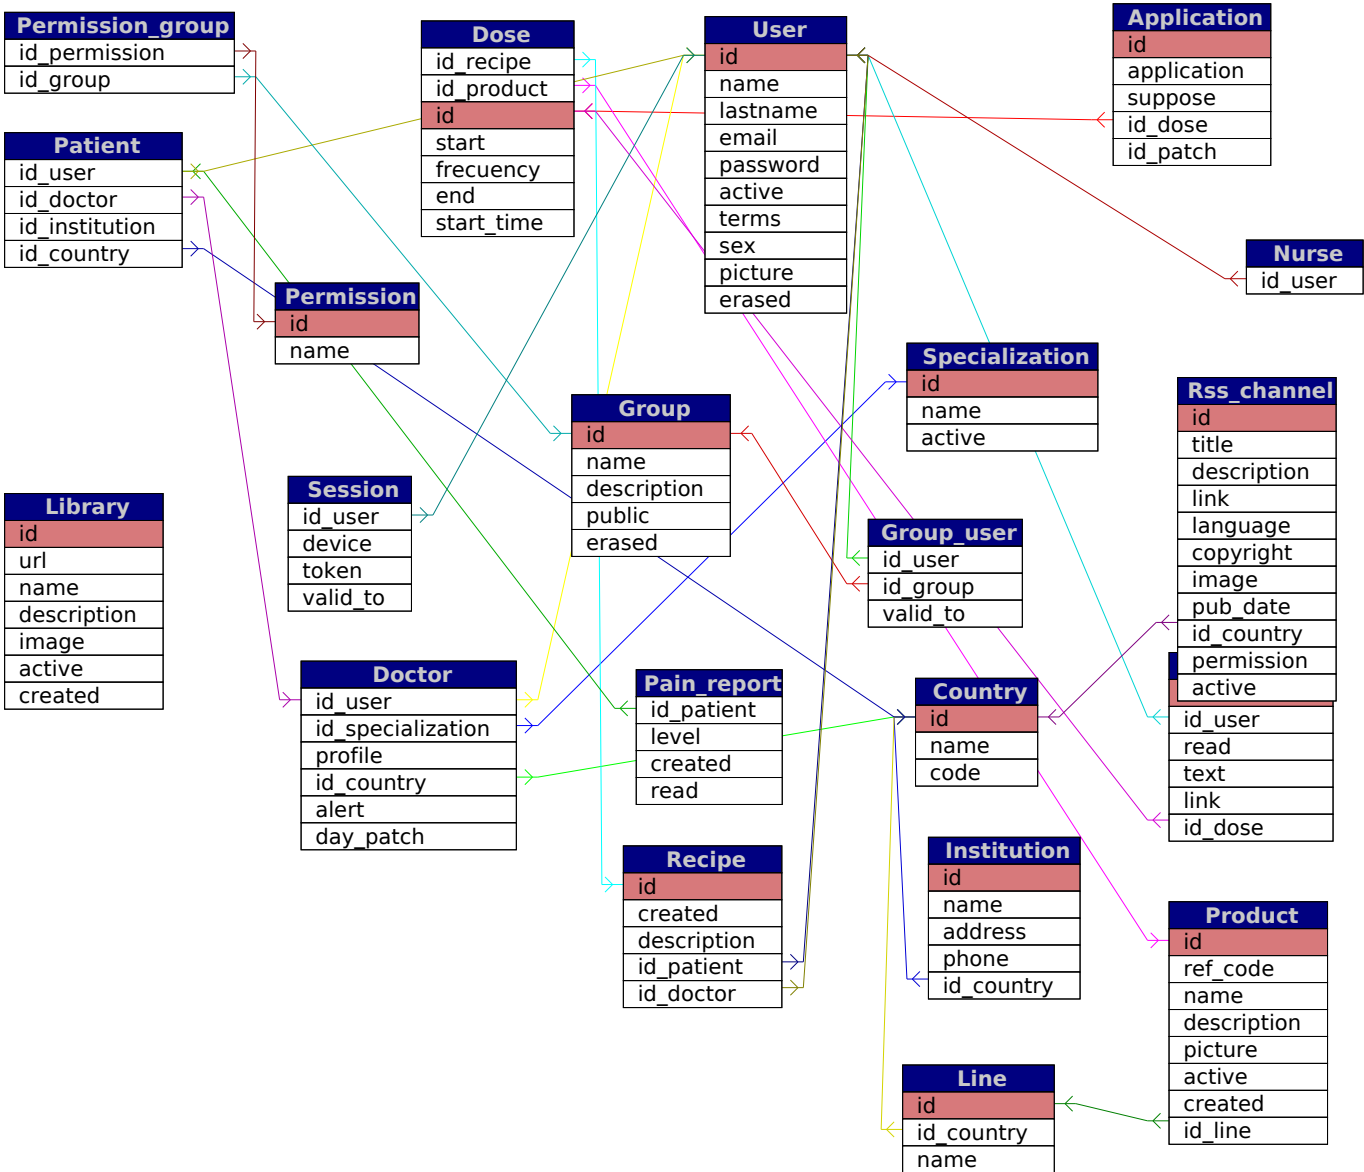 Permission_group
id_permission
id_group
Patient
id_user
id_doctor
id_institution
id_country
Dose
id_recipe
id_product
id
start
frecuency
end
start_time
User
id
name
lastname
email
password
active
terms
sex
picture
erased
Application
id
application
suppose
id_dose
id_patch
Nurse
id_user
Permission
id
name
Specialization
id
name
active
Group
id
name
description
public
erased
Session
id_user
device
token
valid_to
Library
id
url
name
description
image
active
created
Group_user
id_user
id_group
valid_to
Rss_channel
id
title
description
link
language
copyright
image
pub_date
id_country
permission
active
id_user
read
text
link
id_dose
Doctor
id_user
id_specialization
profile
id_country
alert
day_patch
Pain_report
id_patient
level
created
read
Country
id
name
code
Recipe
id
created
description
id_patient
id_doctor
Institution
id
name
address
phone
id_country
Product
id
ref_code
name
description
picture
active
created
id_line
Line
id
id_country
name